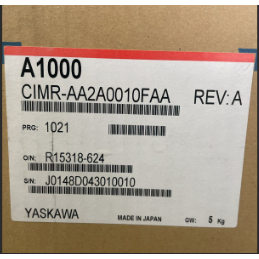 A1000
CIMR-AA2A0010FAA REV: A
PRG: 1021
O/N: R15318-624
S/N: J0148D043010010
YASKAWA MADE IN JAPAN GW: 5 Kg